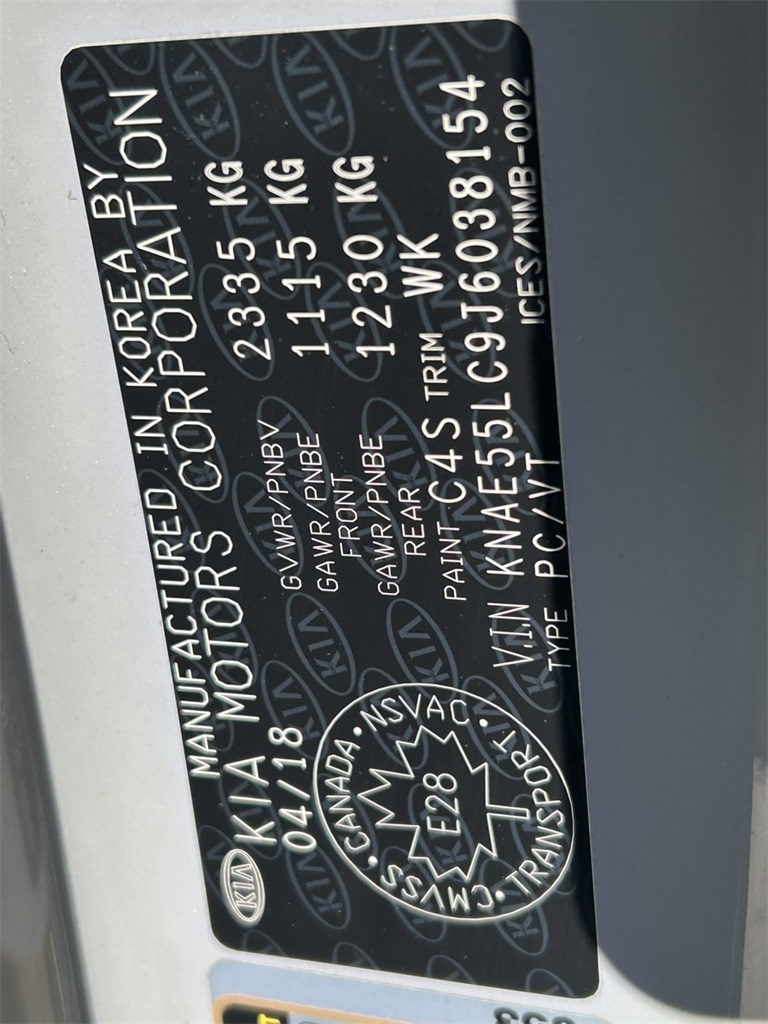 MANUFACTURED IN KOREA BY
KIA MOTORS CORPORATION
KIA
04/18
GVWR/PNBV 2335 KG
GAWR/PNBE FRONT 1115 KG
GAWR/PNBE REAR 1230 KG
PAINT C4S TRIM WK
V.I.N KNAE55LC9J6038154
TYPE PC/VT ICES/NMB-002
CANADA • NSVAC • TRANSPORT • CMVSS •
E28